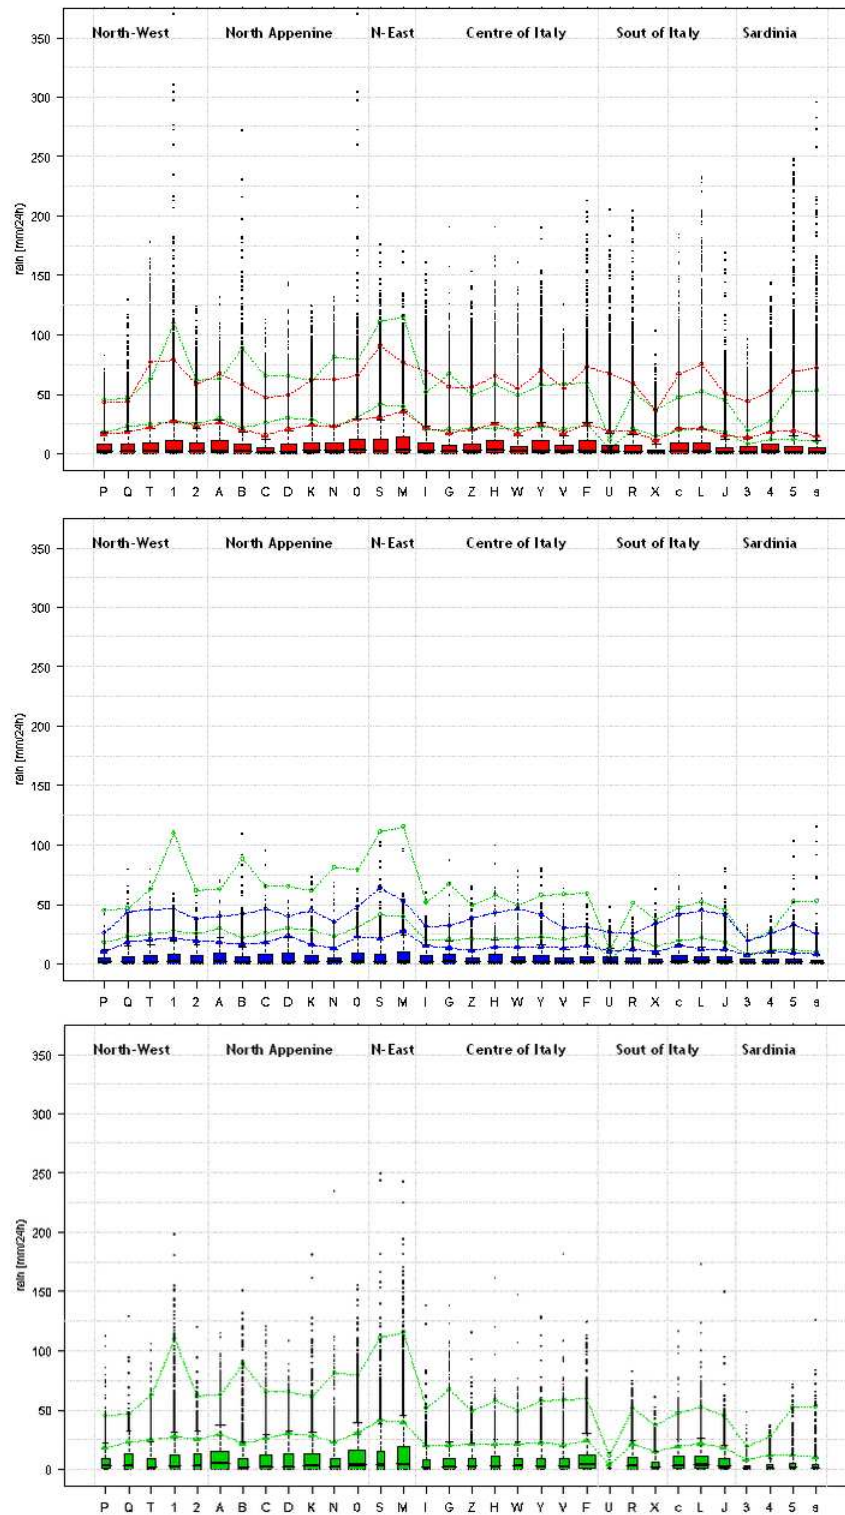 North-West North Appenine N-East Centre of Italy Sout of Italy Sardinia
350
300
250
200
150
100
50
0
rain [mm/24h]
P Q T 1 2 A B C D K N 0 S M I G Z H W Y V F U R X c L J 3 4 5 s
North-West North Appenine N-East Centre of Italy Sout of Italy Sardinia
350
300
250
200
150
100
50
0
rain [mm/24h]
P Q T 1 2 A B C D K N 0 S M I G Z H W Y V F U R X c L J 3 4 5 s
North-West North Appenine N-East Centre of Italy Sout of Italy Sardinia
350
300
250
200
150
100
50
0
rain [mm/24h]
P Q T 1 2 A B C D K N 0 S M I G Z H W Y V F U R X c L J 3 4 5 s